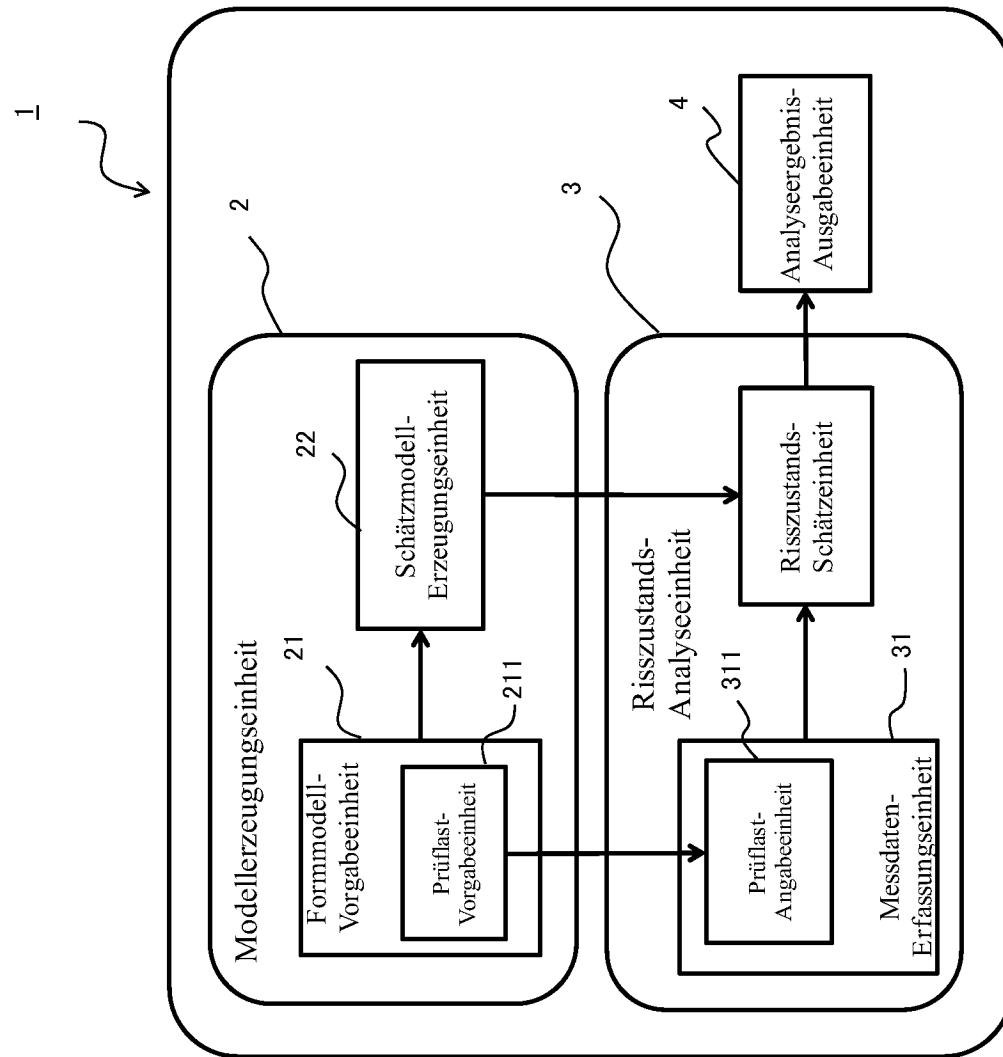 1
2
Modellerzeugungseinheit
21
Formmodell-
Vorgabeeinheit
211
Prüflast-
Vorgabeeinheit
22
Schätzmodell-
Erzeugungseinheit
3
Risszustands-
Analyseeinheit
311
Prüflast-
Angabeeinheit
31
Messdaten-
Erfassungseinheit
Risszustands-
Schätzeinheit
4
Analyseergebnis-
Ausgabeeinheit